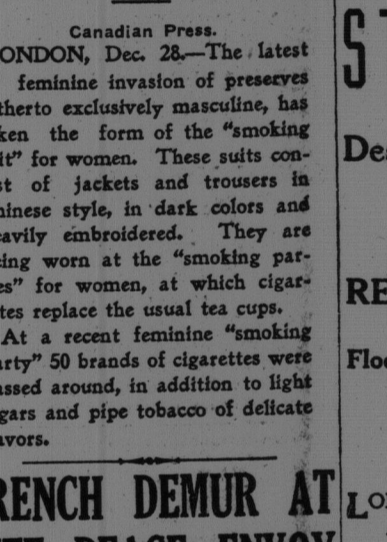 Canadian Press.
ONDON, Dec. 28.—The latest
feminine invasion of preserves
therto exclusively masculine, has
ken the form of the "smoking
it" for women. These suits con-
st of jackets and trousers in
hinese style, in dark colors and
eavily embroidered. They are
ing worn at the "smoking par-
es" for women, at which cigar-
tes replace the usual tea cups.
At a recent feminine "smoking
arty" 50 brands of cigarettes were
assed around, in addition to light
gars and pipe tobacco of delicate
avors.
RENCH DEMUR AT
De
RE
Flo
Lo